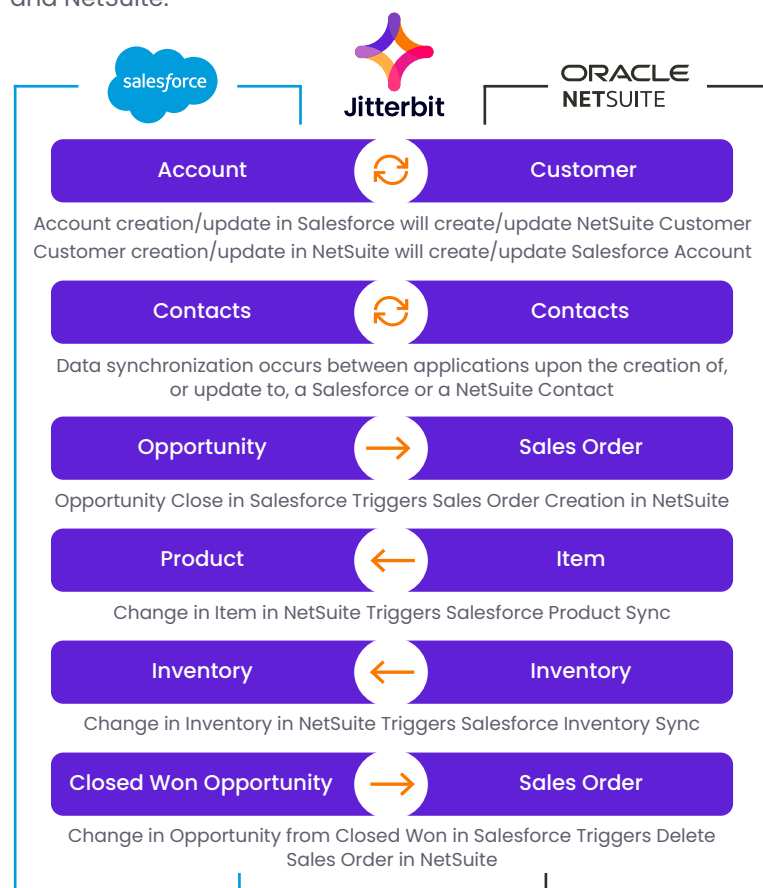 and NetSuite.
salesforce
Jitterbit
ORACLE
NETSUITE
Account
Customer
Account creation/update in Salesforce will create/update NetSuite Customer
Customer creation/update in NetSuite will create/update Salesforce Account
Contacts
Contacts
Data synchronization occurs between applications upon the creation of,
or update to, a Salesforce or a NetSuite Contact
Opportunity
Sales Order
Opportunity Close in Salesforce Triggers Sales Order Creation in NetSuite
Product
Item
Change in Item in NetSuite Triggers Salesforce Product Sync
Inventory
Inventory
Change in Inventory in NetSuite Triggers Salesforce Inventory Sync
Closed Won Opportunity
Sales Order
Change in Opportunity from Closed Won in Salesforce Triggers Delete
Sales Order in NetSuite